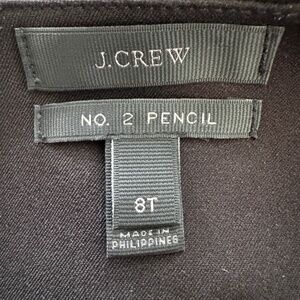 J.CREW
NO. 2 PENCIL
8T
MADE IN
PHILIPPINES